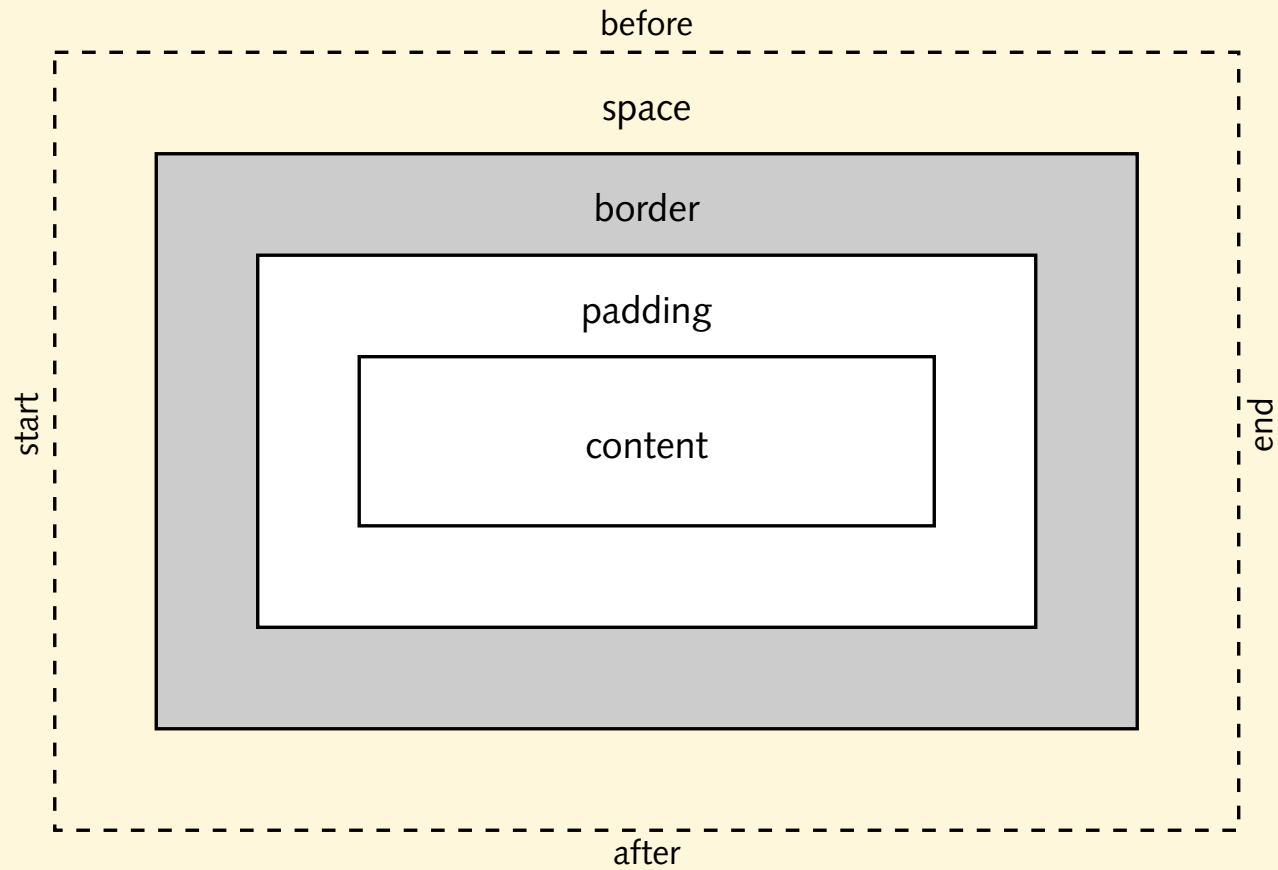 before
space
border
padding
start
content
end
after